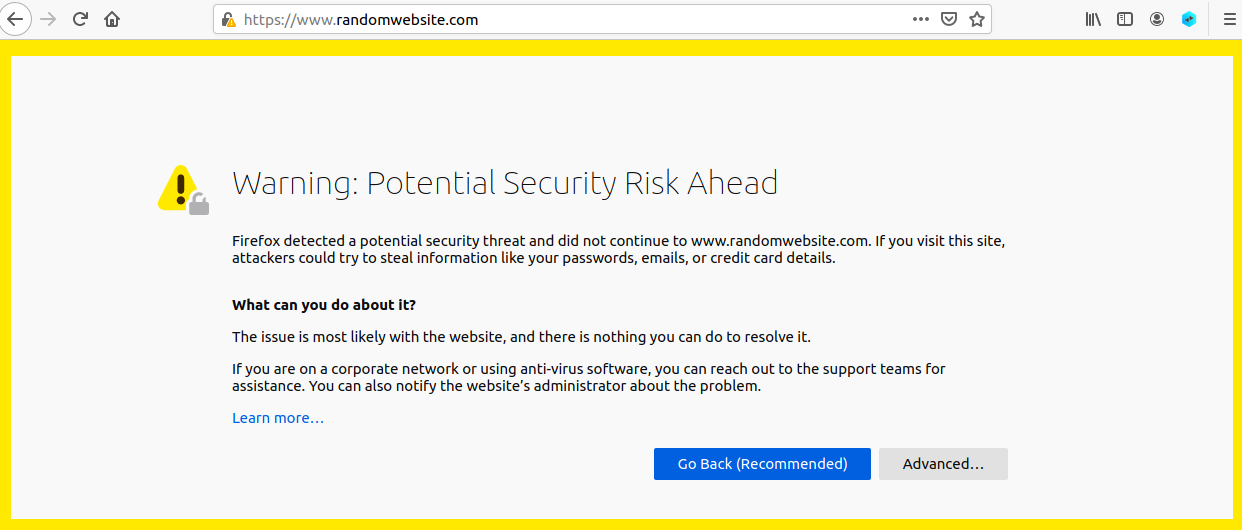 https://www.randomwebsite.com
Warning: Potential Security Risk Ahead
Firefox detected a potential security threat and did not continue to www.randomwebsite.com. If you visit this site,
attackers could try to steal information like your passwords, emails, or credit card details.
What can you do about it?
The issue is most likely with the website, and there is nothing you can do to resolve it.
If you are on a corporate network or using anti-virus software, you can reach out to the support teams for
assistance. You can also notify the website’s administrator about the problem.
Learn more…
Go Back (Recommended)
Advanced…